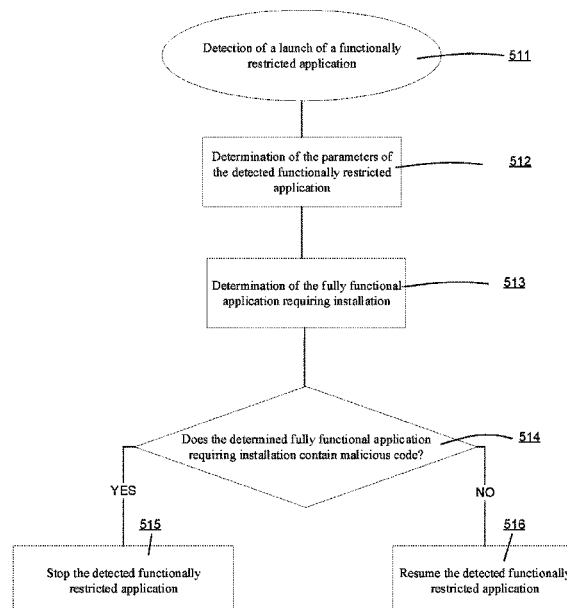 Detection of a launch of a functionally
restricted application
511
Determination of the parameters of
the detected functionally restricted
application
512
Determination of the fully functional
application requiring installation
513
Does the determined fully functional application
requiring installation contain malicious code?
514
YES
NO
515
516
Stop the detected functionally
restricted application
Resume the detected functionally
restricted application